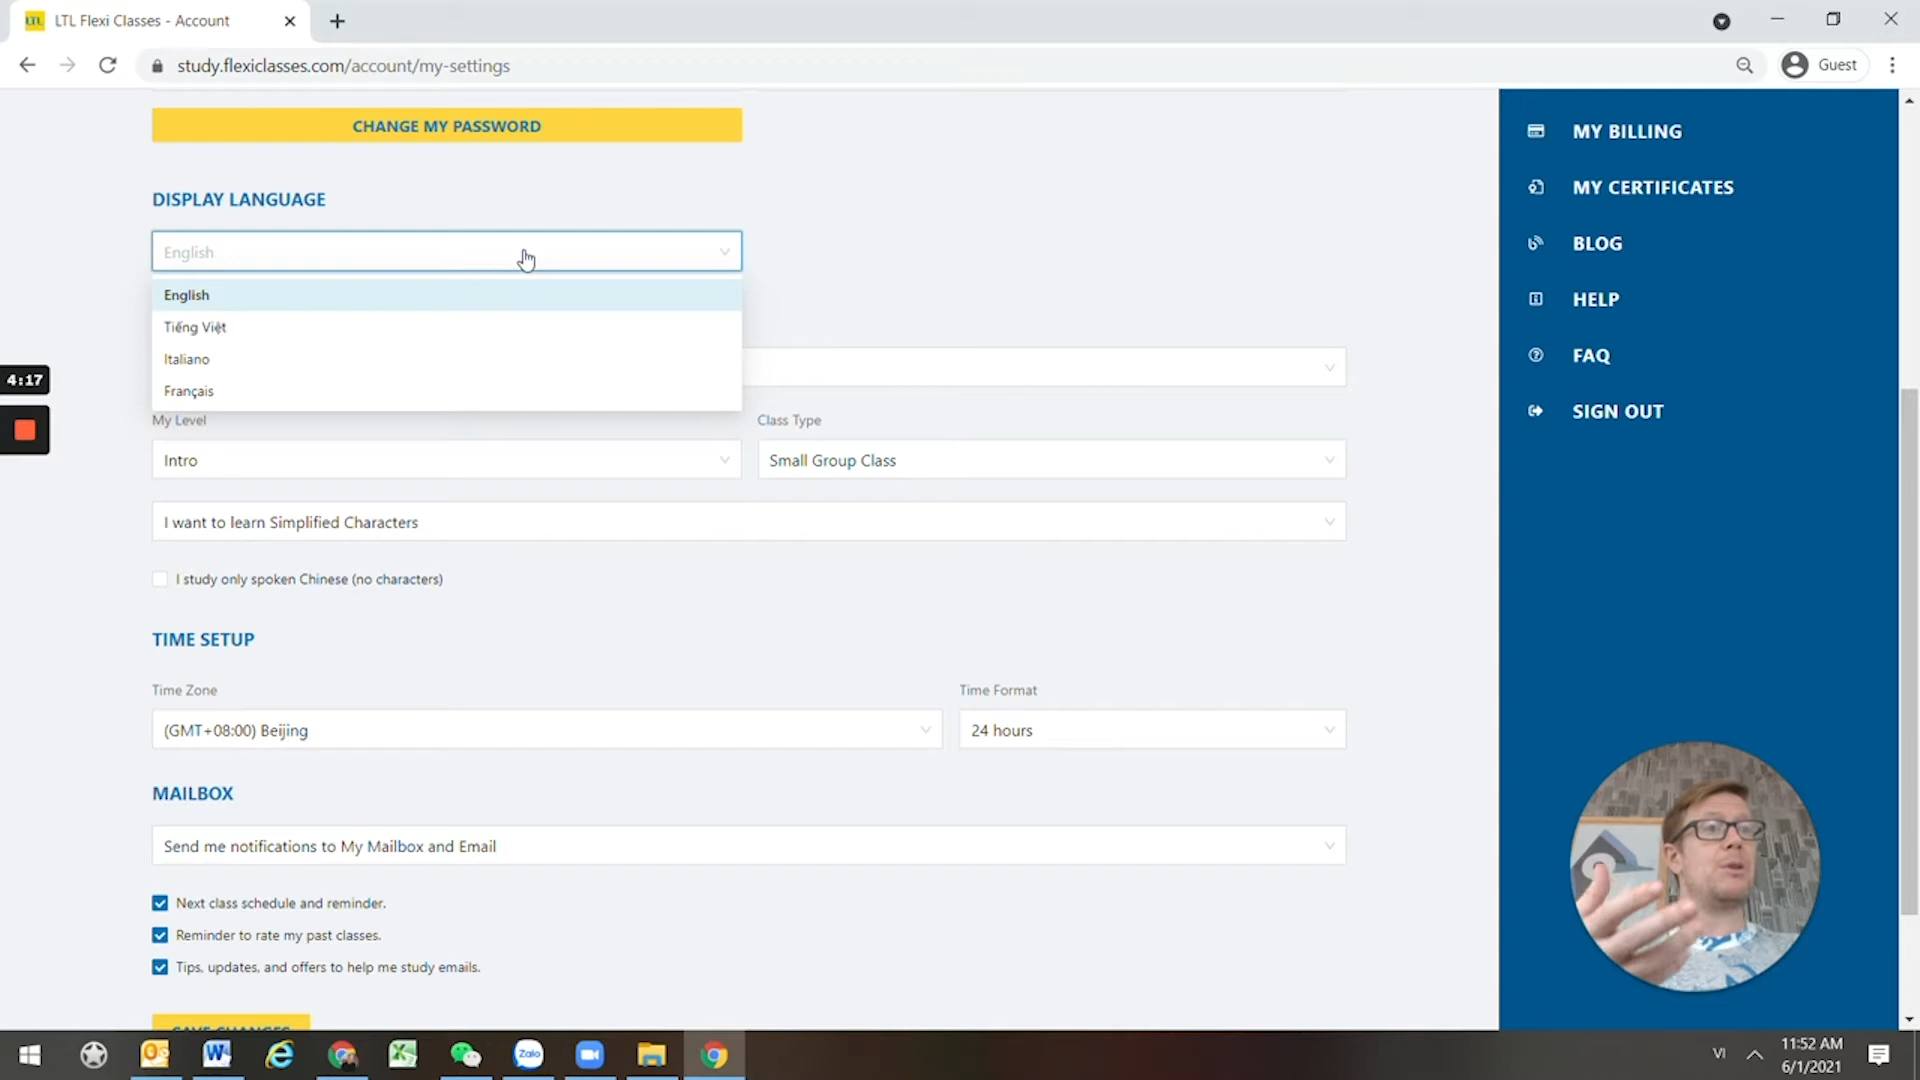 LTL Flexi Classes - Account
study.flexiclasses.com/account/my-settings
Guest
CHANGE MY PASSWORD
DISPLAY LANGUAGE
English
English
Tiếng Việt
Italiano
Français
My Level
Class Type
Intro
Small Group Class
I want to learn Simplified Characters
I study only spoken Chinese (no characters)
TIME SETUP
Time Zone
Time Format
(GMT+08:00) Beijing
24 hours
MAILBOX
Send me notifications to My Mailbox and Email
Next class schedule and reminder.
Reminder to rate my past classes.
Tips, updates, and offers to help me study emails.
SAVE CHANGES
MY BILLING
MY CERTIFICATES
BLOG
HELP
FAQ
SIGN OUT
4:17
Zalo
VI
11:52 AM
6/1/2021